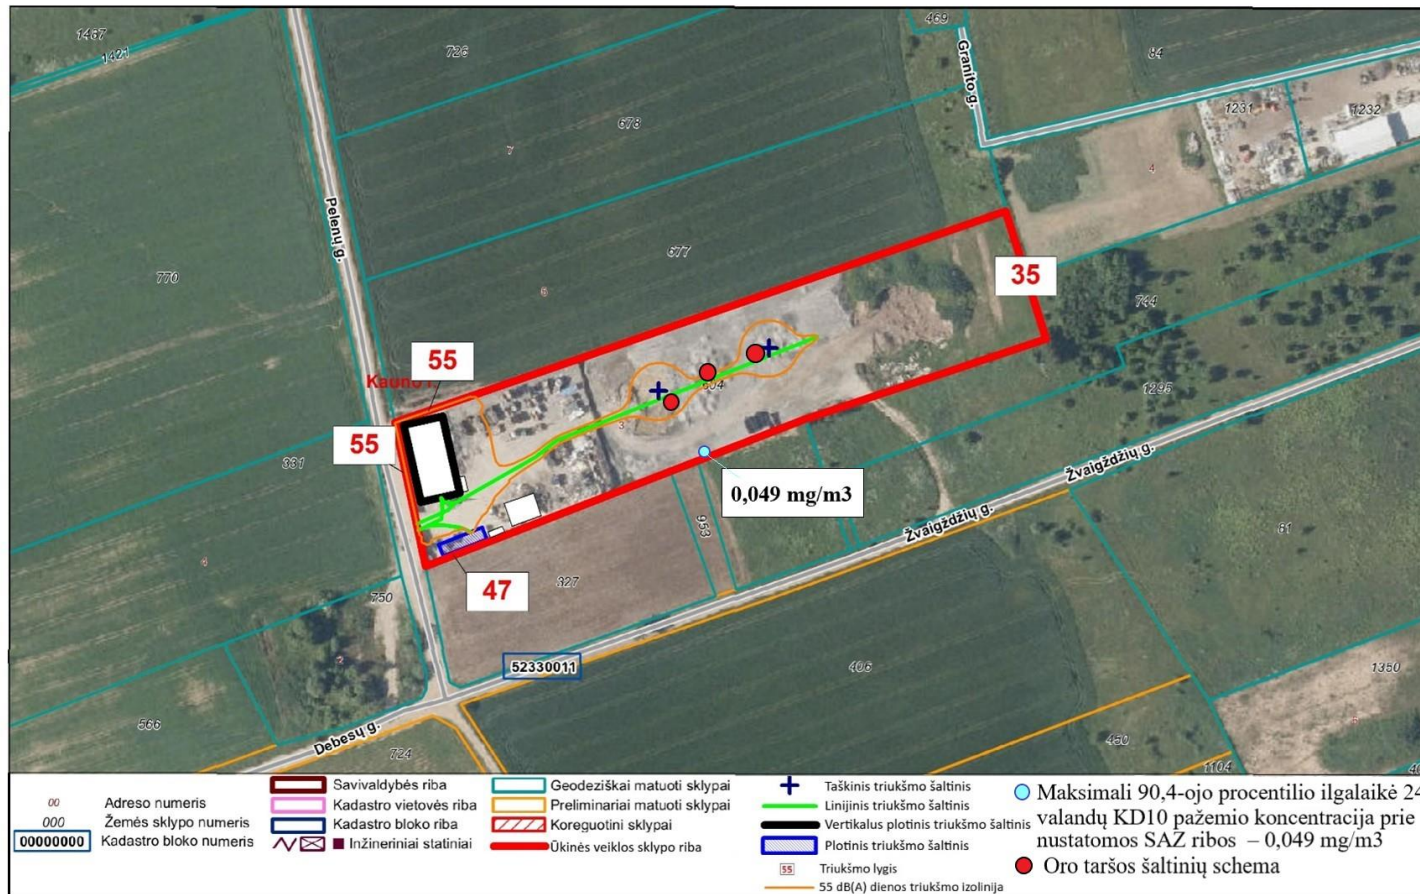 1487
1421
726
469
84
Granito g.
1231
1232
678
7
4
Pelenų g.
677
770
8
35
744
55
Kauno r.
1295
604
3
55
331
0,049 mg/m3
Žvaigždžių g.
Žvaigždžių g.
953
81
4
47
327
750
2
52330011
406
1350
566
Debesų g.
724
450
1104
00 Adreso numeris
000 Žemės sklypo numeris
00000000 Kadastro bloko numeris
Savivaldybės riba
Kadastro vietovės riba
Kadastro bloko riba
Inžineriniai statiniai
Geodeziškai matuoti sklypai
Preliminariai matuoti sklypai
Koreguotini sklypai
Ūkinės veiklos sklypo riba
Taškinis triukšmo šaltinis
Linijinis triukšmo šaltinis
Vertikalus plotinis triukšmo šaltinis
Plotinis triukšmo šaltinis
55 Triukšmo lygis
55 dB(A) dienos triukšmo izolinija
Maksimali 90,4-ojo procentilio ilgalaikė 24
valandų KD10 pažemio koncentracija prie
nustatomos SAZ ribos – 0,049 mg/m3
Oro taršos šaltinių schema